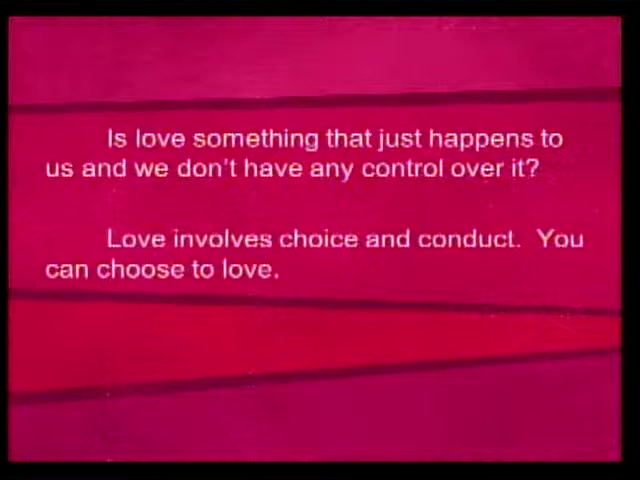 Is love something that just happens to
us and we don't have any control over it?
Love involves choice and conduct.  You
can choose to love.